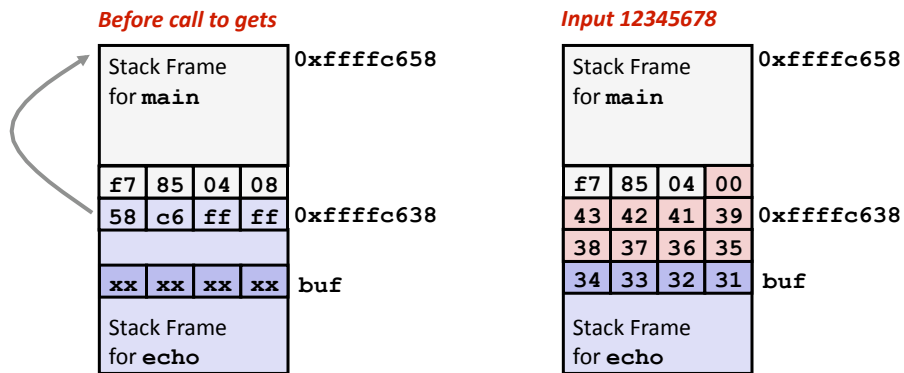 Before call to gets
Stack Frame
for main
0xffffc658
f7 85 04 08
58 c6 ff ff
0xffffc638
xx xx xx xx
buf
Stack Frame
for echo
Input 12345678
Stack Frame
for main
0xffffc658
f7 85 04 00
43 42 41 39
0xffffc638
38 37 36 35
34 33 32 31
buf
Stack Frame
for echo